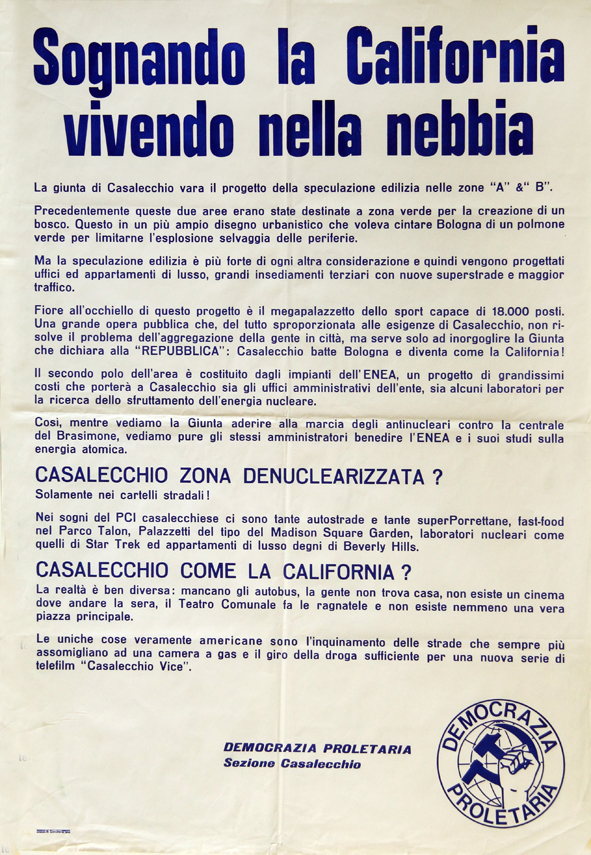 Sognando la California
vivendo nella nebbia
La giunta di Casalecchio vara il progetto della speculazione edilizia nelle zone "A" &" B".
Precedentemente queste due aree erano state destinate a zona verde per la creazione di un
bosco. Questo in un più ampio disegno urbanistico che voleva cintare Bologna di un polmone
verde per limitarne l'esplosione selvaggia delle periferie.
Ma la speculazione edilizia è più forte di ogni altra considerazione e quindi vengono progettati
uffici ed appartamenti di lusso, grandi insediamenti terziari con nuove superstrade e maggior
traffico.
Fiore all'occhiello di questo progetto è il megapalazzetto dello sport capace di 18.000 posti.
Una grande opera pubblica che, del tutto sproporzionata alle esigenze di Casalecchio, non ri-
solve il problema dell'aggregazione della gente in città, ma serve solo ad inorgoglire la Giunta
che dichiara alla "REPUBBLICA": Casalecchio batte Bologna e diventa come la California!
Il secondo polo dell'area è costituito dagli impianti dell'ENEA, un progetto di grandissimi
costi che porterà a Casalecchio sia gli uffici amministrativi dell'ente, sia alcuni laboratori per
la ricerca dello sfruttamento dell'energia nucleare.
Così, mentre vediamo la Giunta aderire alla marcia degli antinucleari contro la centrale
del Brasimone, vediamo pure gli stessi amministratori benedire l'ENEA e i suoi studi sulla
energia atomica.
CASALECCHIO ZONA DENUCLEARIZZATA ?
Solamente nei cartelli stradali!
Nei sogni del PCI casalecchiese ci sono tante autostrade e tante superPorrettane, fast-food
nel Parco Talon, Palazzetti del tipo del Madison Square Garden, laboratori nucleari come
quelli di Star Trek ed appartamenti di lusso degni di Beverly Hills.
CASALECCHIO COME LA CALIFORNIA ?
La realtà è ben diversa: mancano gli autobus, la gente non trova casa, non esiste un cinema
dove andare la sera, il Teatro Comunale fa le ragnatele e non esiste nemmeno una vera
piazza principale.
Le uniche cose veramente americane sono l'inquinamento delle strade che sempre più
assomigliano ad una camera a gas e il giro della droga sufficiente per una nuova serie di
telefilm "Casalecchio Vice".
DEMOCRAZIA PROLETARIA
Sezione Casalecchio
DEMOCRAZIA
PROLETARIA